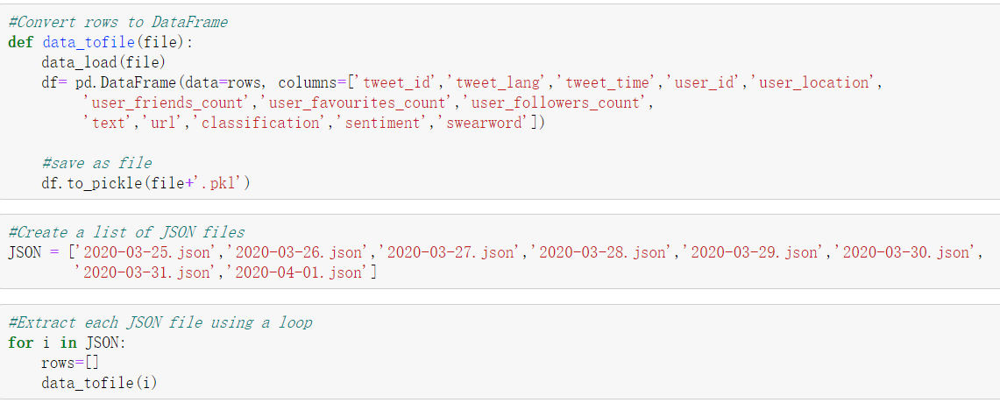 #Convert rows to DataFrame
def data_tofile(file):
    data_load(file)
    df= pd.DataFrame(data=rows, columns=['tweet_id','tweet_lang','tweet_time','user_id','user_location',
         'user_friends_count','user_favourites_count','user_followers_count',
         'text','url','classification','sentiment','swearword'])
    #save as file
    df.to_pickle(file+'.pkl')
#Create a list of JSON files
JSON = ['2020-03-25.json','2020-03-26.json','2020-03-27.json','2020-03-28.json','2020-03-29.json','2020-03-30.json',
        '2020-03-31.json','2020-04-01.json']
#Extract each JSON file using a loop
for i in JSON:
    rows=[]
    data_tofile(i)